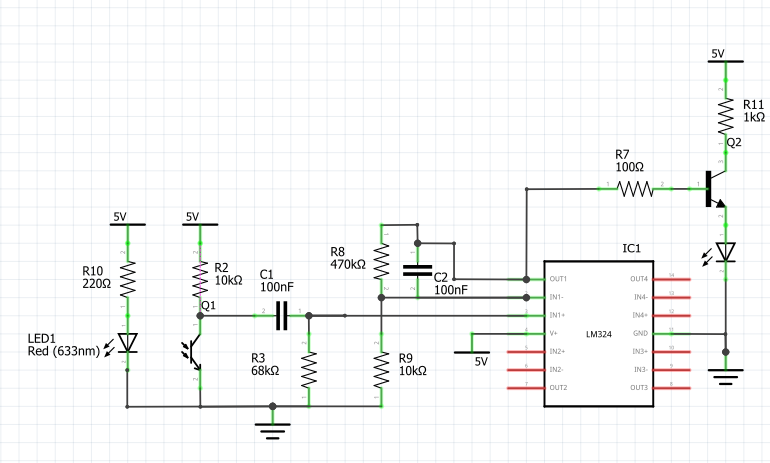 5V
R11
1kΩ
Q2
R7
100Ω
5V
5V
IC1
R8
470kΩ
R10
220Ω
R2
10kΩ
C1
100nF
C2
100nF
Q1
OUT1
IN1-
IN1+
V+
IN2+
IN2-
OUT2
LM324
OUT4
IN4-
IN4+
GND
IN3+
IN3-
OUT3
LED1
Red (633nm)
R3
68kΩ
R9
10kΩ
5V